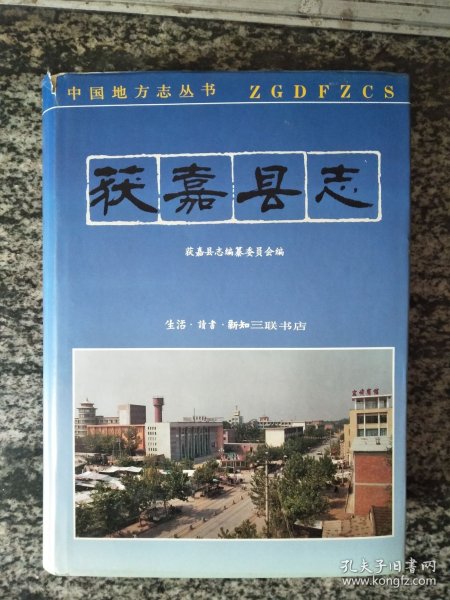 中国地方志丛书 ZGDFZCS
获嘉县志
获嘉县志编纂委员会编
生活·讀書·新知三联书店
孔夫子旧书网
www.kongfz.com